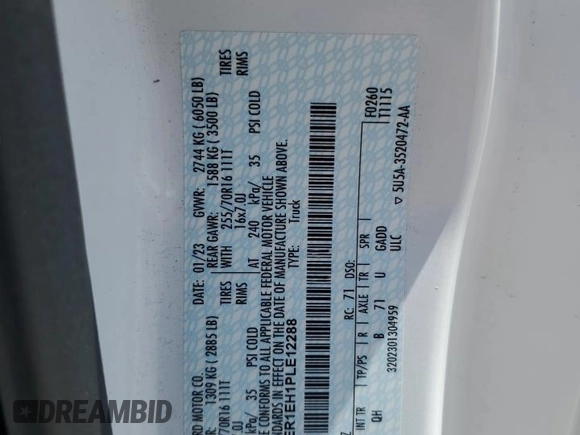 RD MOTOR CO. DATE: 01/23 GVWR: 2744 KG ( 6050 LB)
1309 KG ( 2885 LB) REAR GAWR: 1588 KG ( 3500 LB)
70R16 111T TIRES WITH 255/70R16 111T TIRES
RIMS 16x7.0J RIMS
kPa/ 35 PSI COLD AT 240 kPa/ 35 PSI COLD
E CONFORMS TO ALL APPLICABLE FEDERAL MOTOR VEHICLE
STANDARDS IN EFFECT ON THE DATE OF MANUFACTURE SHOWN ABOVE.
ER1EH1PLE12288 TYPE: Truck
F0260
T1115
RC: 71 DSO:
INT TR TP/PS R AXLE TR SPR
QH B 71 U GADD
ULC
3202301304959 ▽ 5U5A-3520472-AA
DREAMBID